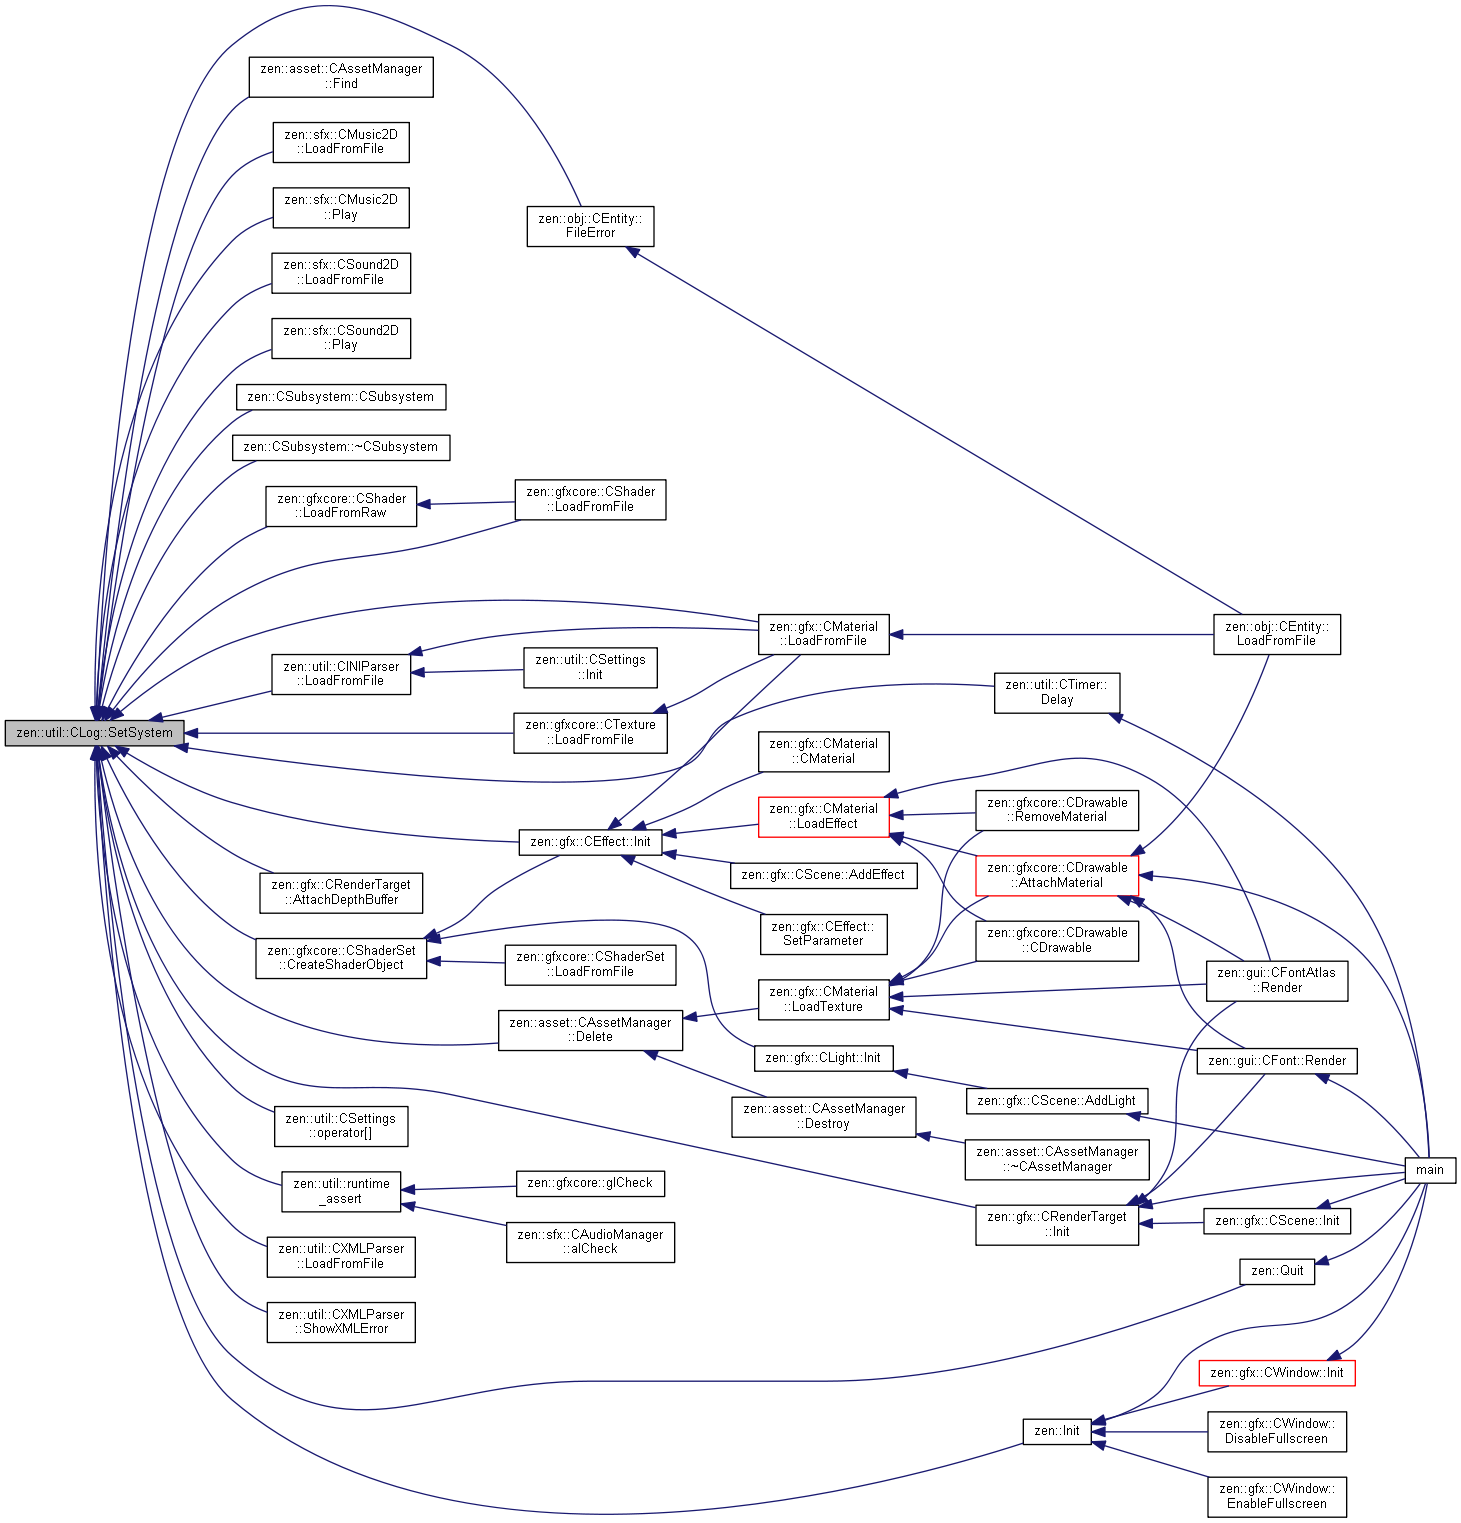 zen::asset::CAssetManager
::Find
zen::sfx::CMusic2D
::LoadFromFile
zen::sfx::CMusic2D
::Play
zen::obj::CEntity::
FileError
zen::sfx::CSound2D
::LoadFromFile
zen::sfx::CSound2D
::Play
zen::CSubsystem::CSubsystem
zen::CSubsystem::~CSubsystem
zen::gfxcore::CShader
::LoadFromRaw
zen::gfxcore::CShader
::LoadFromFile
zen::gfx::CMaterial
::LoadFromFile
zen::obj::CEntity::
LoadFromFile
zen::util::CINIParser
::LoadFromFile
zen::util::CSettings
::Init
zen::util::CTimer::
Delay
zen::util::CLog::SetSystem
zen::gfxcore::CTexture
::LoadFromFile
zen::gfx::CMaterial
::CMaterial
zen::gfx::CMaterial
::LoadEffect
zen::gfxcore::CDrawable
::RemoveMaterial
zen::gfx::CEffect::Init
zen::gfx::CScene::AddEffect
zen::gfxcore::CDrawable
::AttachMaterial
zen::gfx::CRenderTarget
::AttachDepthBuffer
zen::gfx::CEffect::
SetParameter
zen::gfxcore::CDrawable
::CDrawable
zen::gfxcore::CShaderSet
::CreateShaderObject
zen::gfxcore::CShaderSet
::LoadFromFile
zen::gui::CFontAtlas
::Render
zen::gfx::CMaterial
::LoadTexture
zen::asset::CAssetManager
::Delete
zen::gfx::CLight::Init
zen::gui::CFont::Render
zen::gfx::CScene::AddLight
zen::asset::CAssetManager
::Destroy
zen::util::CSettings
::operator[]
zen::asset::CAssetManager
::~CAssetManager
main
zen::util::runtime
_assert
zen::gfxcore::glCheck
zen::gfx::CRenderTarget
::Init
zen::gfx::CScene::Init
zen::sfx::CAudioManager
::alCheck
zen::util::CXMLParser
::LoadFromFile
zen::Quit
zen::util::CXMLParser
::ShowXMLError
zen::gfx::CWindow::Init
zen::Init
zen::gfx::CWindow::
DisableFullscreen
zen::gfx::CWindow::
EnableFullscreen